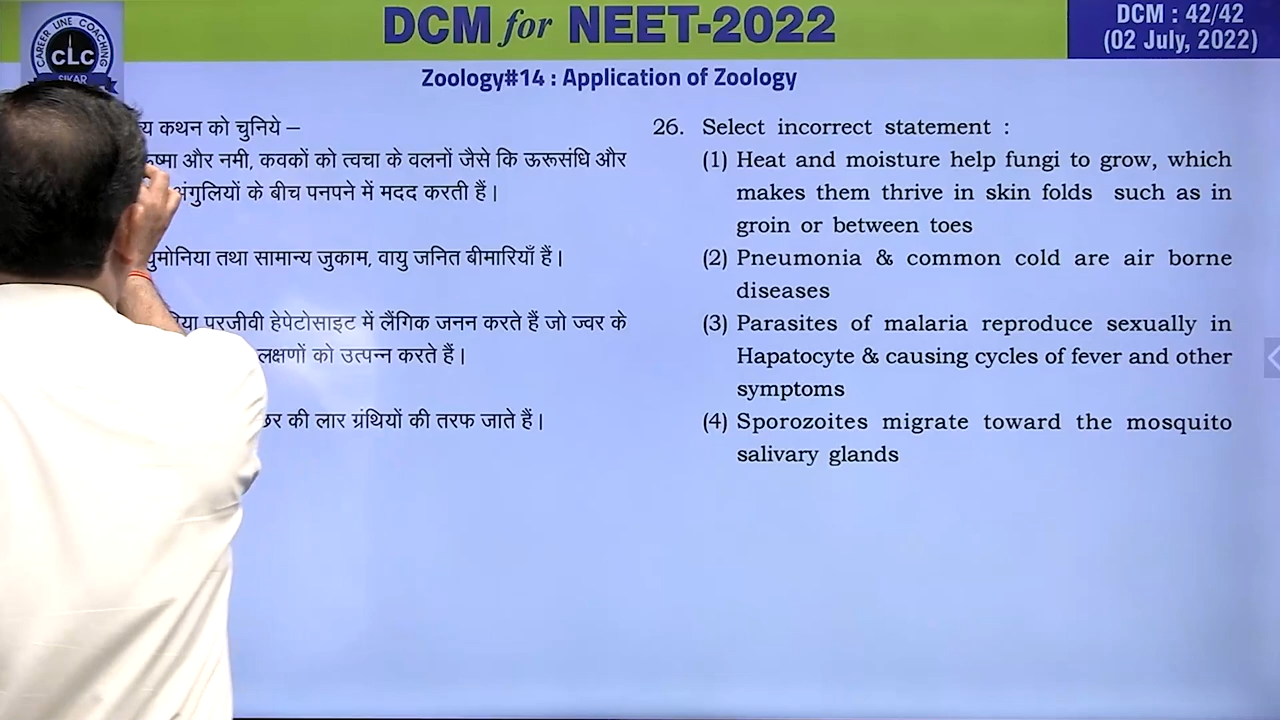 DCM for NEET-2022
DCM : 42/42
(02 July, 2022)
CAREER LINE COACHING
CLC
SIKAR
Zoology#14 : Application of Zoology
कथन को चुनिये –
और नमी, कवकों को त्वचा के वलनों जैसे कि ऊरूसंधि और
अंगुलियों के बीच पनपने में मदद करती हैं।
तथा सामान्य जुकाम, वायु जनित बीमारियाँ हैं।
परजीवी हेपेटोसाइट में लैंगिक जनन करते हैं जो ज्वर के
लक्षणों को उत्पन्न करते हैं।
की लार ग्रंथियों की तरफ जाते हैं।
26. Select incorrect statement :
(1) Heat and moisture help fungi to grow, which
makes them thrive in skin folds such as in
groin or between toes
(2) Pneumonia & common cold are air borne
diseases
(3) Parasites of malaria reproduce sexually in
Hapatocyte & causing cycles of fever and other
symptoms
(4) Sporozoites migrate toward the mosquito
salivary glands